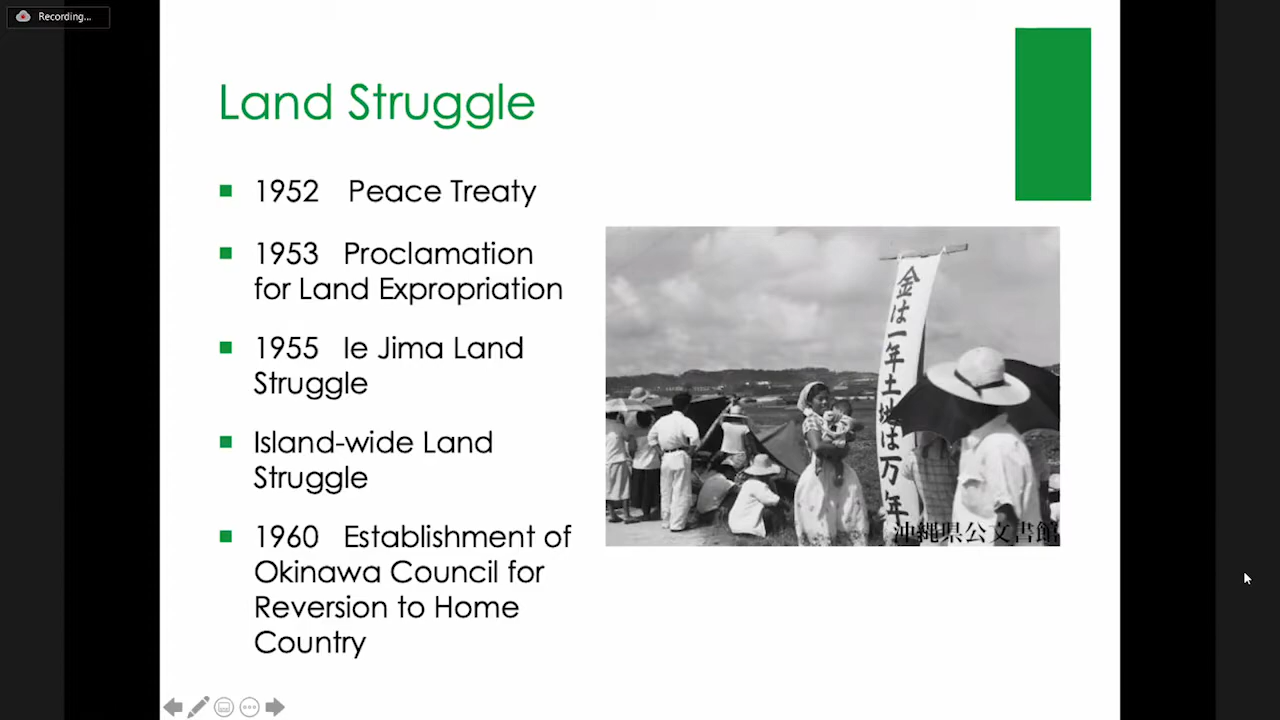 Recording...
Land Struggle
1952 Peace Treaty
1953 Proclamation
for Land Expropriation
1955 Ie Jima Land
Struggle
Island-wide Land
Struggle
1960 Establishment of
Okinawa Council for
Reversion to Home
Country
金は一年土地は万年
沖縄県公文書館